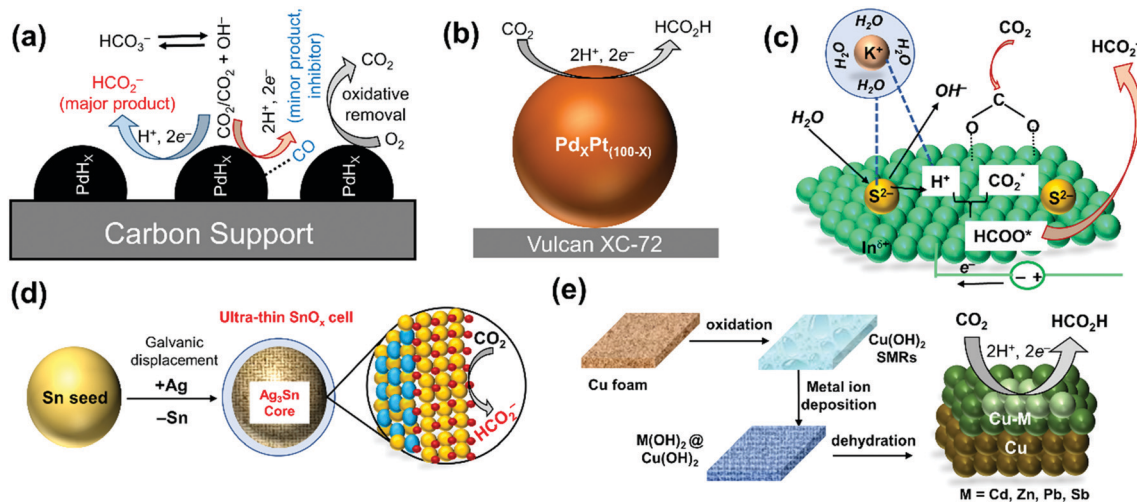 (a)
HCO₃⁻
CO₂/CO₂ + OH⁻
HCO₂⁻
(major product)
H⁺, 2e⁻
2H⁺, 2e⁻
(minor product,
inhibitor)
CO
CO₂
oxidative
removal
O₂
PdHₓ
PdHₓ
PdHₓ
Carbon Support
(b)
CO₂
HCO₂H
2H⁺, 2e⁻
Pd_XPt_(100-X)
Vulcan XC-72
(c)
H₂O
H₂O
K⁺
H₂O
H₂O
CO₂
HCO₂⁻
OH⁻
H₂O
C
O
O
S²⁻
H⁺
CO₂*
S²⁻
HCOO*
In^δ+
e⁻
− +
(d)
Sn seed
Galvanic
displacement
+Ag
−Sn
Ultra-thin SnOₓ cell
Ag₃Sn
Core
CO₂
HCO₂⁻
(e)
Cu foam
oxidation
Cu(OH)₂
SMRs
Metal ion
deposition
M(OH)₂ @
Cu(OH)₂
dehydration
CO₂
HCO₂H
2H⁺, 2e⁻
Cu-M
Cu
M = Cd, Zn, Pb, Sb